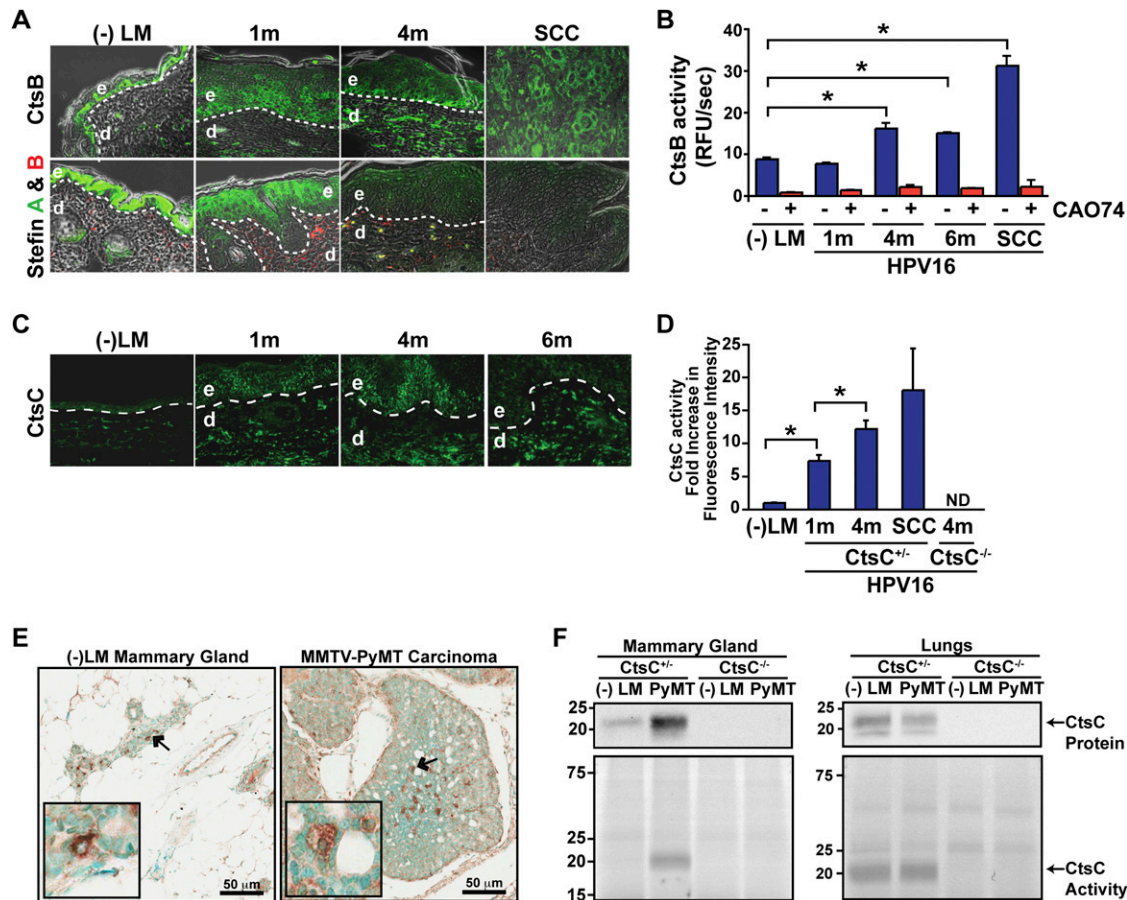 A
(-) LM 1m 4m SCC
CtsB
e e e
d d d
Stefin A & B
e e e
d d d
B
CtsB activity
(RFU/sec)
40
30
20
10
0
* * *
- + - + - + - + - + CAO74
(-) LM 1m 4m 6m SCC
HPV16
C
(-)LM 1m 4m 6m
CtsC
e e e
d d d
D
CtsC activity
Fold Increase in
Fluorescence Intensity
25
20
15
10
5
0
* *
ND
(-)LM 1m 4m SCC 4m
CtsC+/- CtsC-/-
HPV16
E
(-)LM Mammary Gland MMTV-PyMT Carcinoma
50 µm 50 µm
F
Mammary Gland Lungs
CtsC+/- CtsC-/- CtsC+/- CtsC-/-
(-) LM PyMT (-) LM PyMT (-) LM PyMT (-) LM PyMT
25 25
20 20
←CtsC
Protein
75 75
25 25
20 20
15
←CtsC
Activity